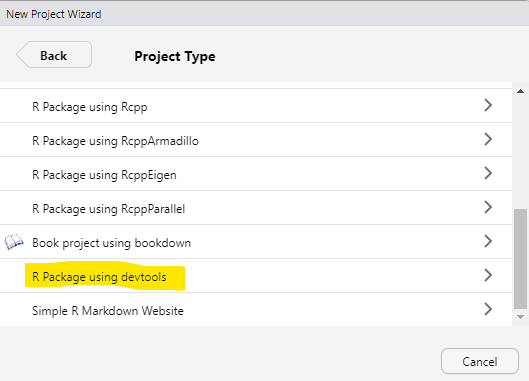 New Project Wizard
Back
Project Type
R Package using Rcpp
R Package using RcppArmadillo
R Package using RcppEigen
R Package using RcppParallel
Book project using bookdown
R Package using devtools
Simple R Markdown Website
Cancel